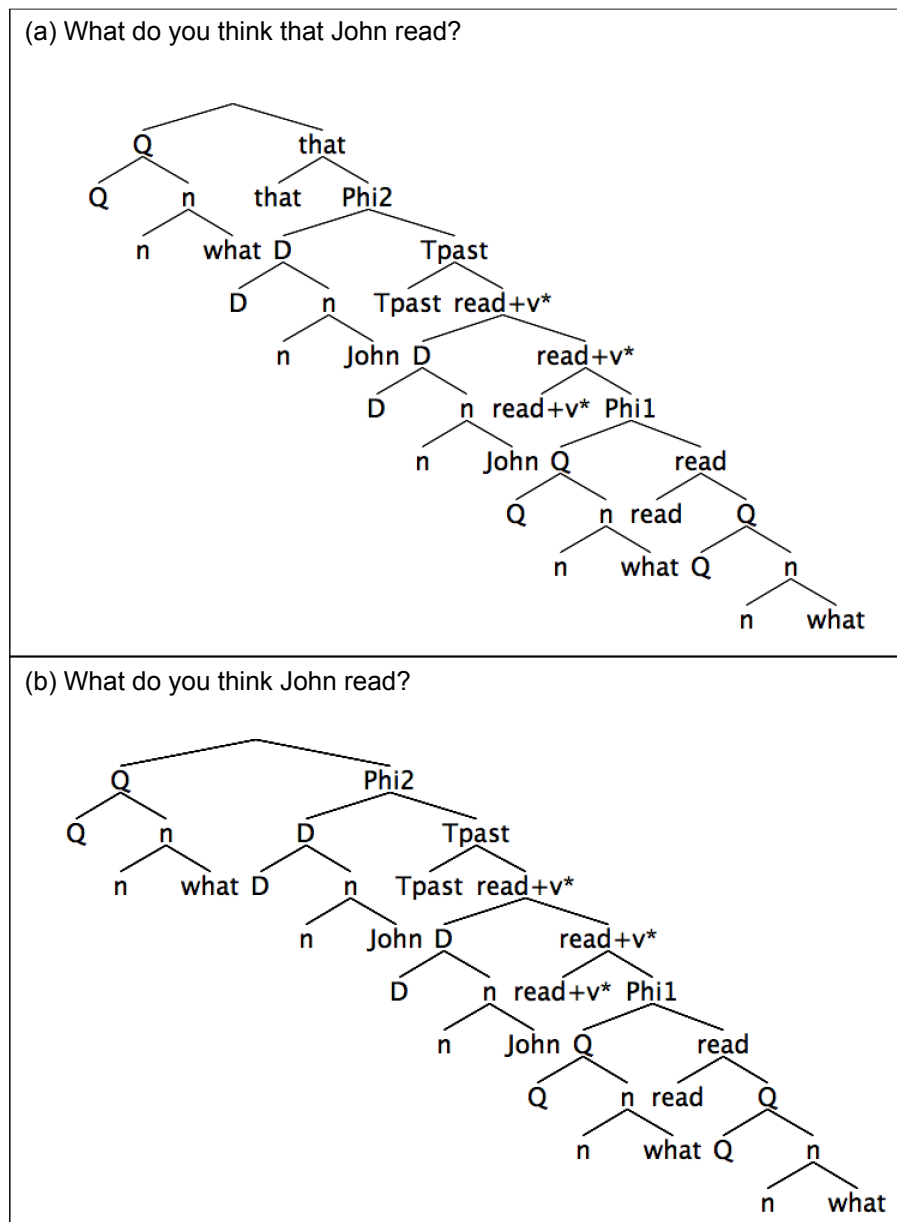 (a) What do you think that John read?
Q that
Q n that Phi2
n what D Tpast
D n Tpast read+v*
n John D read+v*
D n read+v* Phi1
n John Q read
Q n read Q
n what Q n
n what
(b) What do you think John read?
Q Phi2
Q n D Tpast
n what D n Tpast read+v*
n John D read+v*
D n read+v* Phi1
n John Q read
Q n read Q
n what Q n
n what